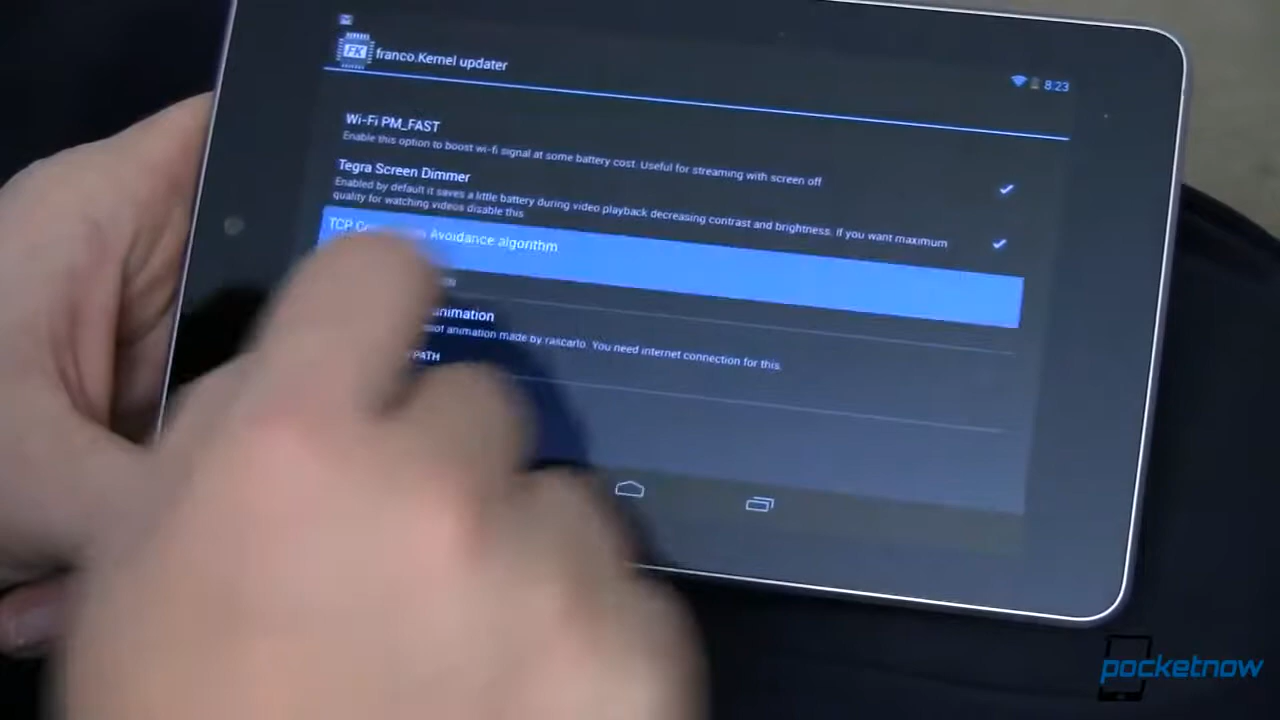 FK franco.Kernel updater
8:23
Wi-Fi PM_FAST
Enable this option to boost wi-fi signal at some battery cost. Useful for streaming with screen off
Tegra Screen Dimmer
Enabled by default it saves a little battery during video playback decreasing contrast and brightness. If you want maximum
quality for watching videos disable this
TCP Avoidance algorithm
animation
animation made by rascarlo. You need internet connection for this.
PATH
pocketnow